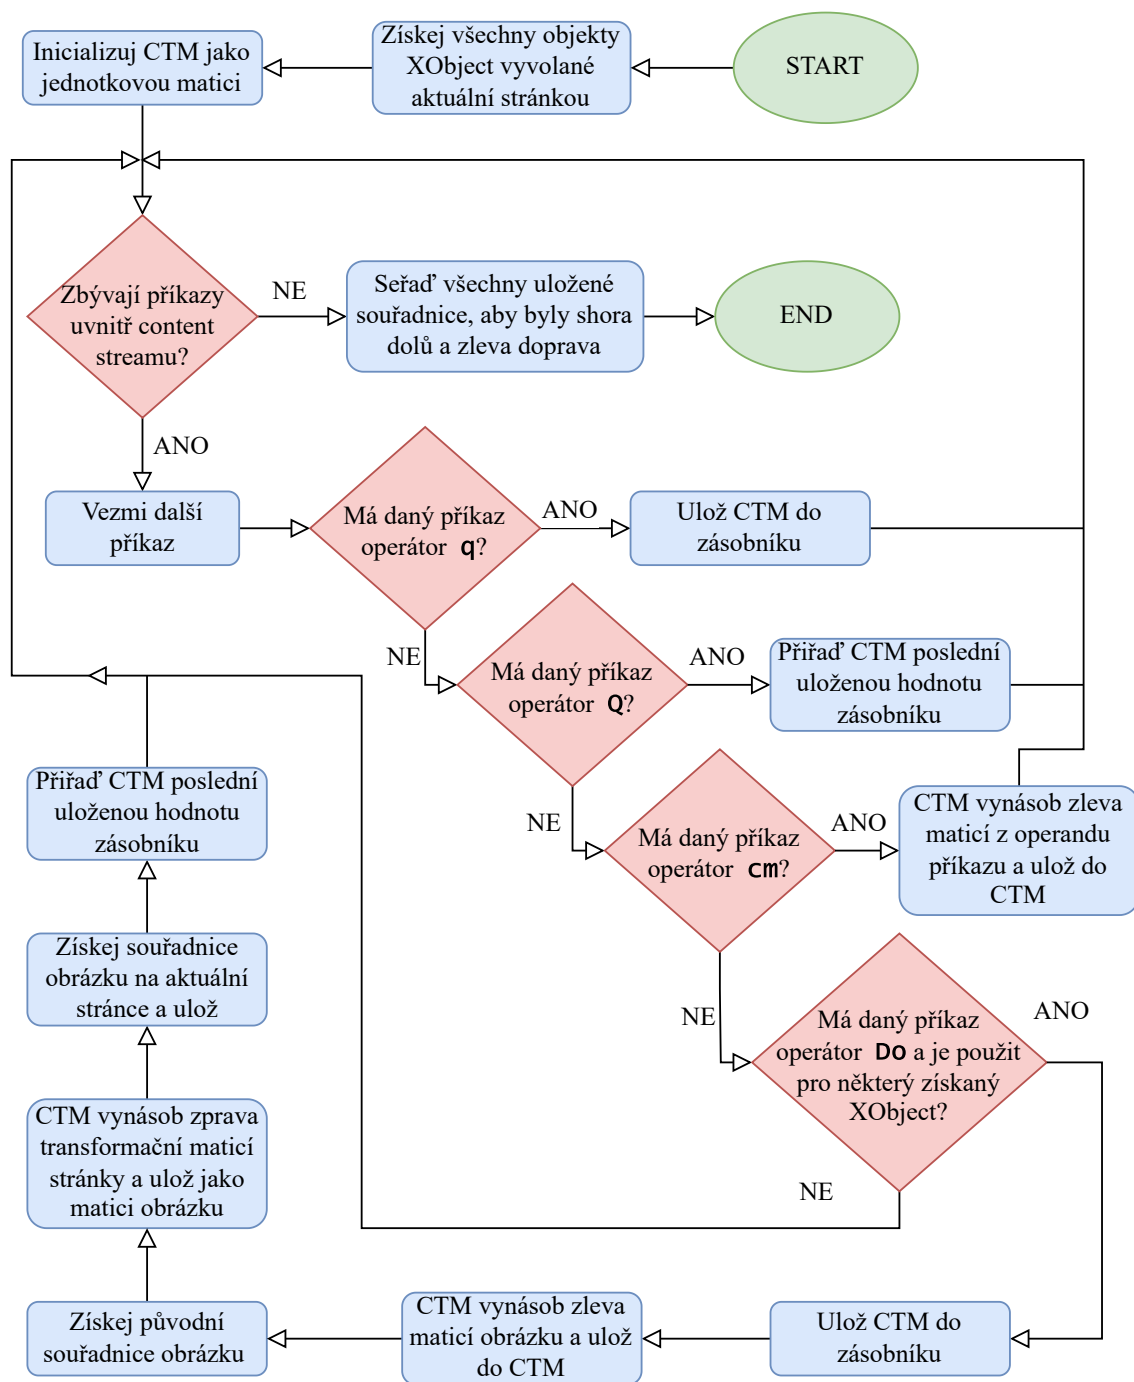 START
Získej všechny objekty
XObject vyvolané
aktuální stránkou
Inicializuj CTM jako
jednotkovou matici
Zbývají příkazy
uvnitř content
streamu?
NE
Seřaď všechny uložené
souřadnice, aby byly shora
dolů a zleva doprava
END
ANO
Vezmi další
příkaz
Má daný příkaz
operátor q?
ANO
Ulož CTM do
zásobníku
NE
Má daný příkaz
operátor Q?
ANO
Přiřaď CTM poslední
uloženou hodnotu
zásobníku
NE
Má daný příkaz
operátor cm?
ANO
CTM vynásob zleva
maticí z operandu
příkazu a ulož do
CTM
NE
Má daný příkaz
operátor Do a je použit
pro některý získaný
XObject?
ANO
NE
Ulož CTM do
zásobníku
CTM vynásob zleva
maticí obrázku a ulož
do CTM
Získej původní
souřadnice obrázku
CTM vynásob zprava
transformační maticí
stránky a ulož jako
matici obrázku
Získej souřadnice
obrázku na aktuální
stránce a ulož
Přiřaď CTM poslední
uloženou hodnotu
zásobníku